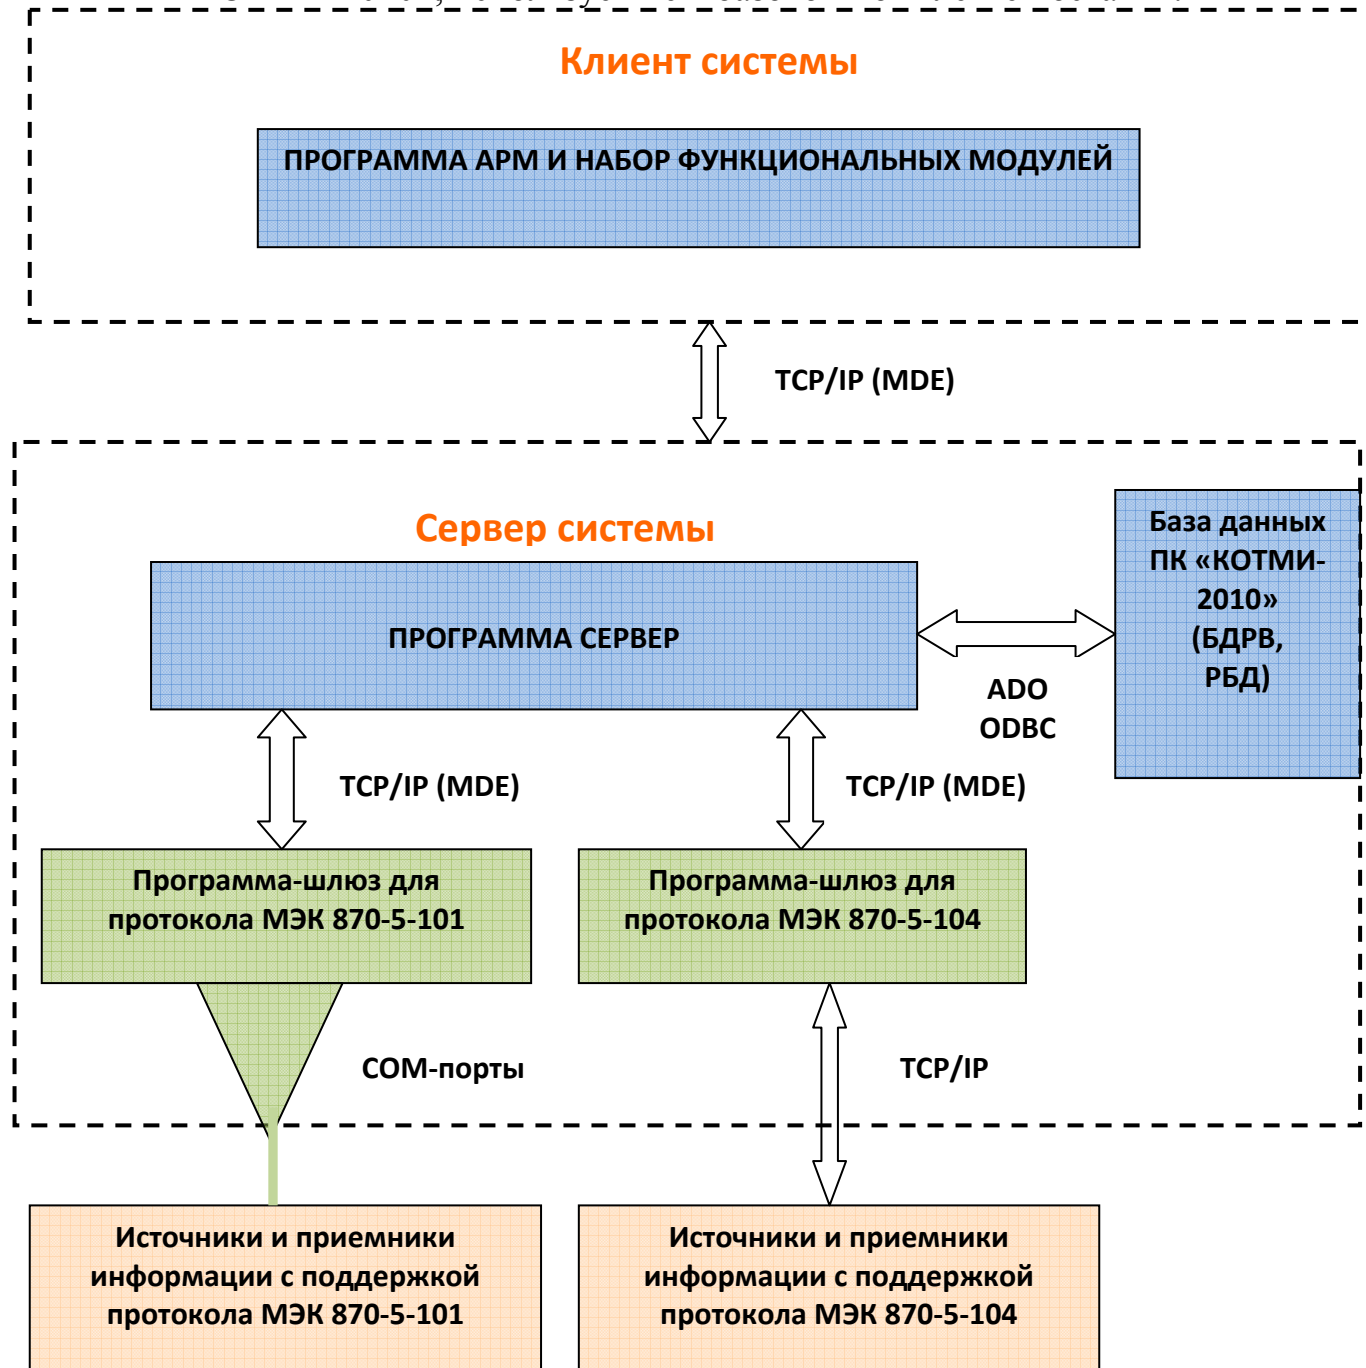 Клиент системы
ПРОГРАММА АРМ И НАБОР ФУНКЦИОНАЛЬНЫХ МОДУЛЕЙ
TCP/IP (MDE)
Сервер системы
База данных
ПК «КОТМИ-
2010»
(БДРВ,
РБД)
ПРОГРАММА СЕРВЕР
ADO
ODBC
TCP/IP (MDE)
TCP/IP (MDE)
Программа-шлюз для
протокола МЭК 870-5-101
Программа-шлюз для
протокола МЭК 870-5-104
COM-порты
TCP/IP
Источники и приемники
информации с поддержкой
протокола МЭК 870-5-101
Источники и приемники
информации с поддержкой
протокола МЭК 870-5-104